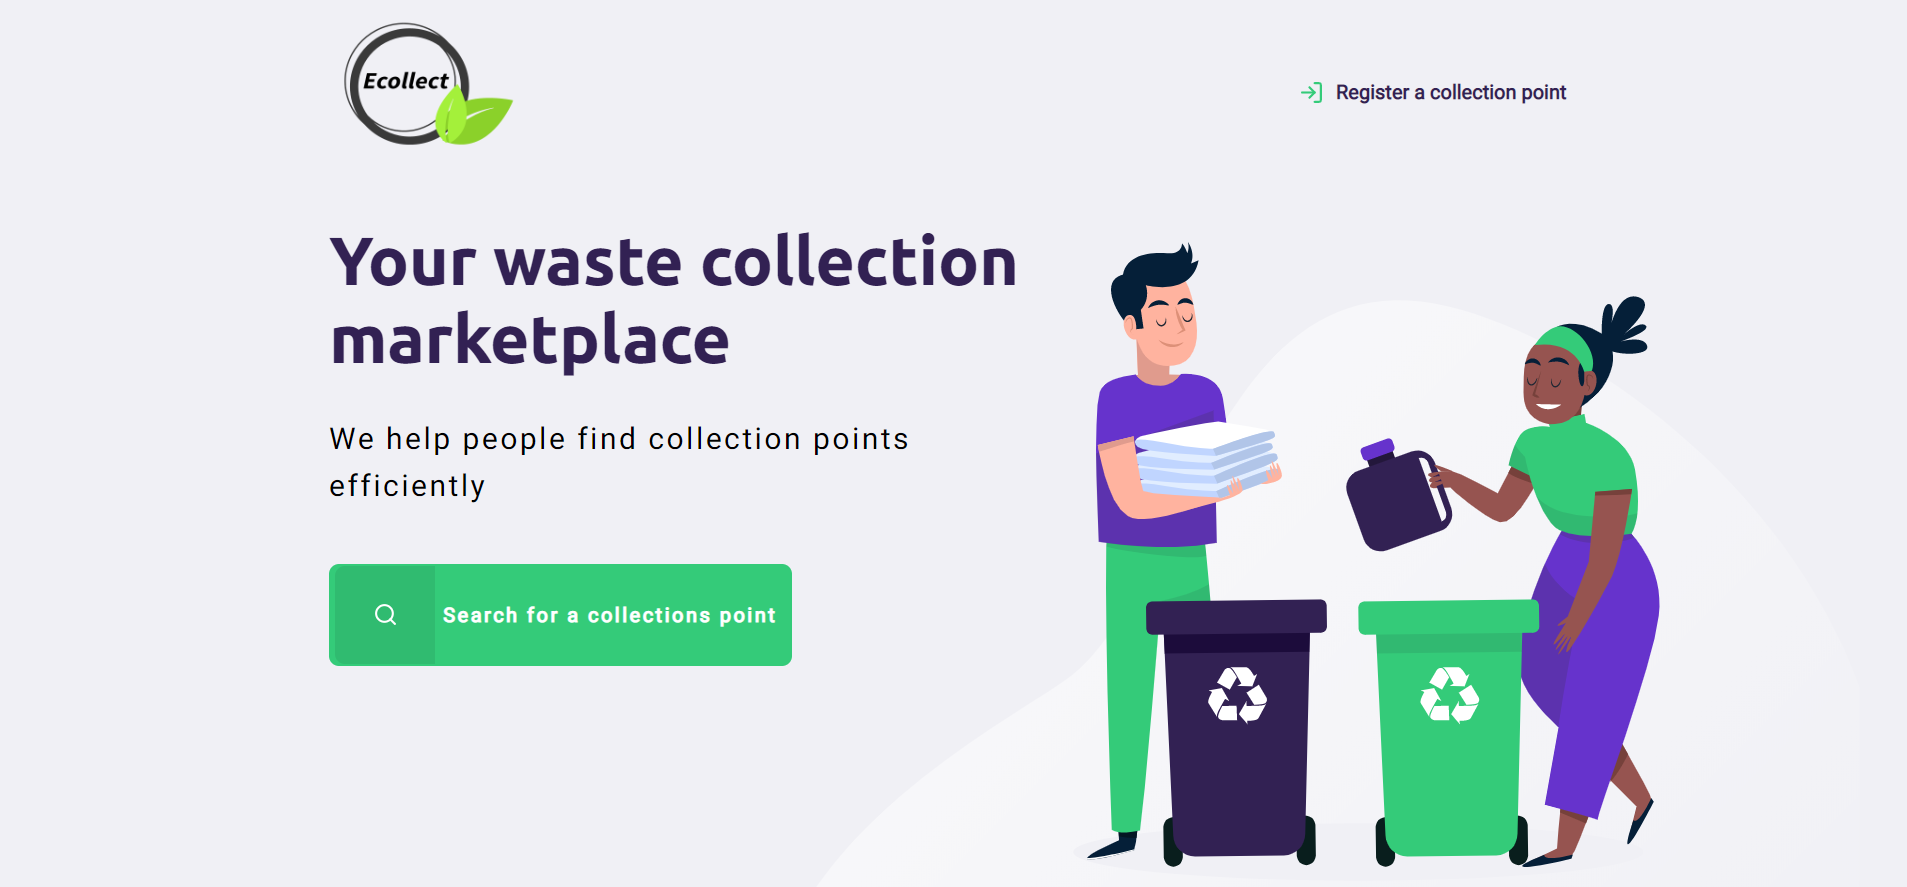 Ecollect
Register a collection point
Your waste collection
marketplace
We help people find collection points
efficiently
Search for a collections point